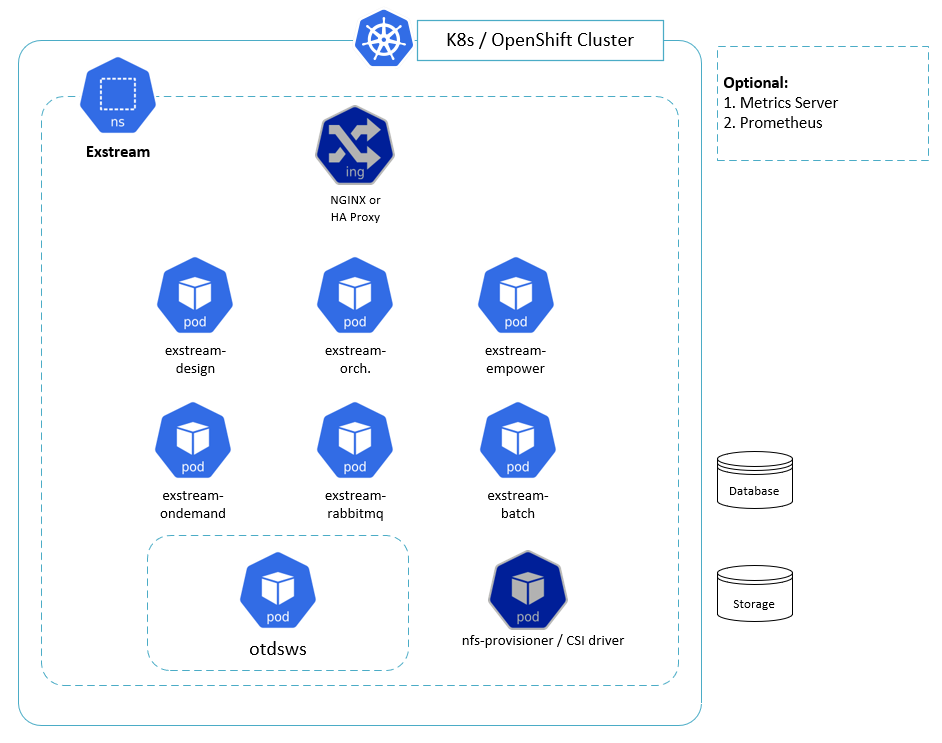 K8s / OpenShift Cluster
ns
Exstream
Optional:
1. Metrics Server
2. Prometheus
ing
NGINX or
HA Proxy
pod
exstream-
design
pod
exstream-
orch.
pod
exstream-
empower
pod
exstream-
ondemand
pod
exstream-
rabbitmq
pod
exstream-
batch
Database
pod
otdsws
pod
nfs-provisioner / CSI driver
Storage